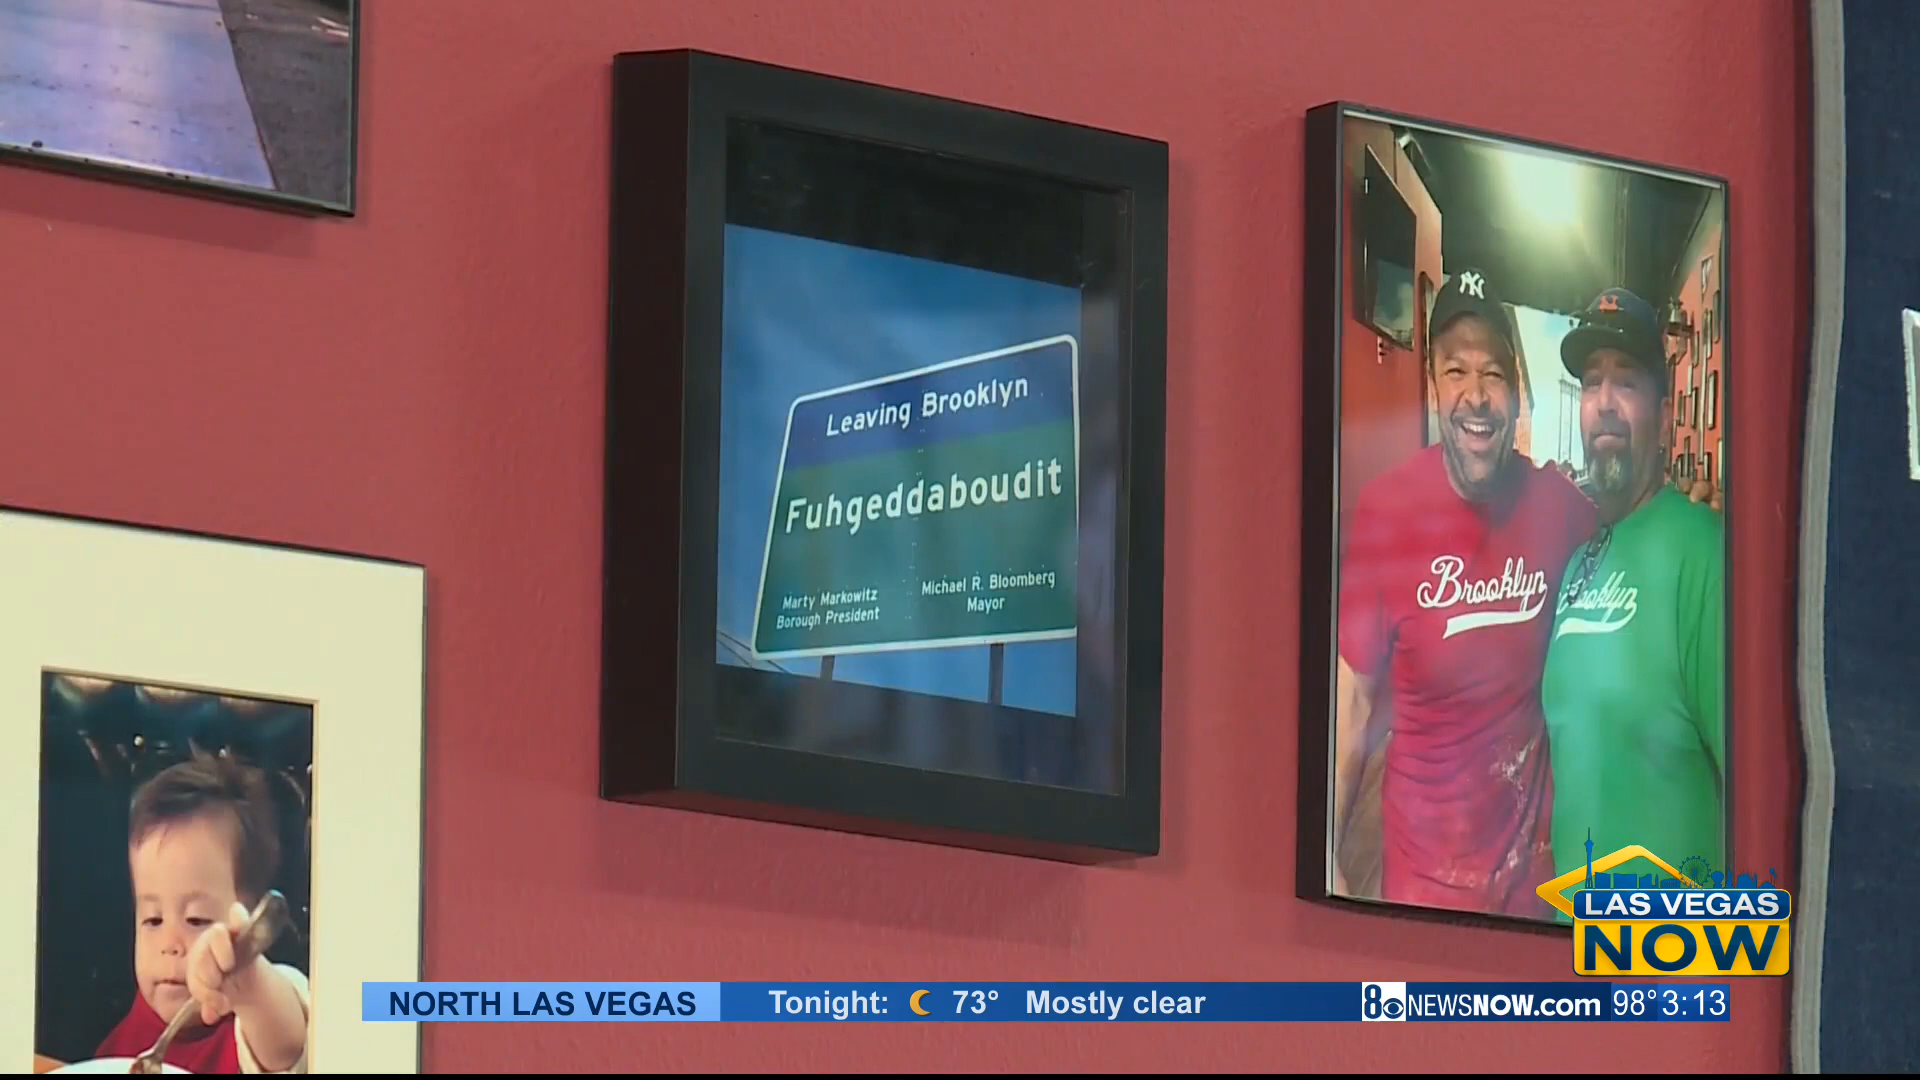 Leaving Brooklyn
Fuhgeddaboudit
Marty Markowitz
Borough President
Michael R. Bloomberg
Mayor
NY
Brooklyn
LAS VEGAS
NOW
NORTH LAS VEGAS
Tonight: 73° Mostly clear
8NEWSNOW.com 98° 3:13